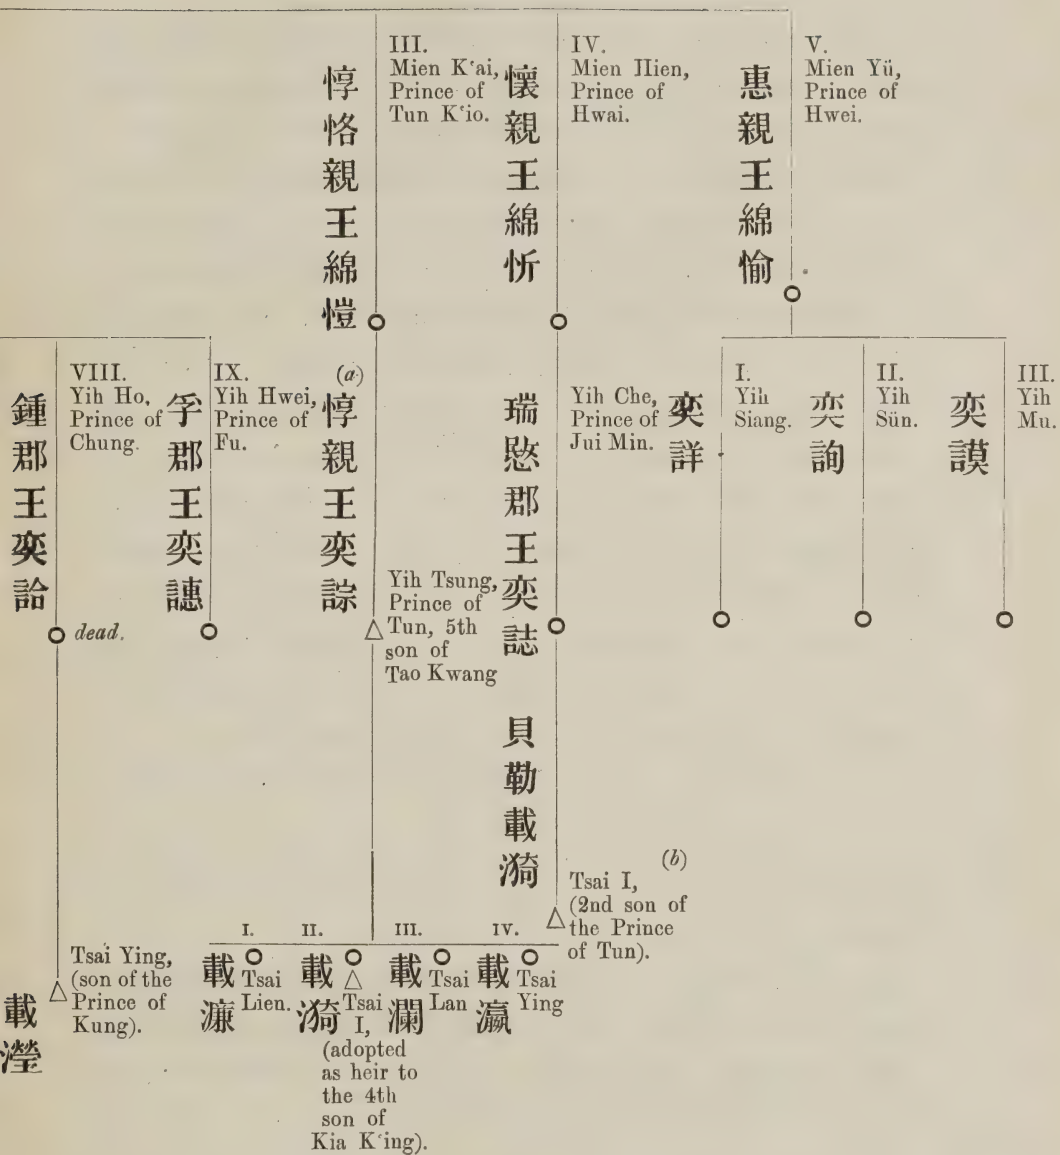 III.
Mien K‘ai,
Prince of
Tun K‘io.
惇恪親王綿愷
IV.
Mien Hien,
Prince of
Hwai.
懷親王綿忻
V.
Mien Yü,
Prince of
Hwei.
惠親王綿愉
VIII.
Yih Ho,
Prince of
Chung.
鍾郡王奕詥
dead.
IX.
Yih Hwei,
Prince of
Fu.
孚郡王奕譓
(a)
惇親王奕誴
Yih Tsung,
Prince of
Tun, 5th
son of
Tao Kwang
瑞愍郡王奕誌
Yih Che,
Prince of
Jui Min.
I.
Yih
Siang.
奕詳
II.
Yih
Sün.
奕詢
III.
Yih
Mu.
奕謨
貝勒載漪
(b)
Tsai I,
(2nd son of
the Prince
of Tun).
Tsai Ying,
(son of the
Prince of
Kung).
載瀅
I.
載濂
Tsai
Lien.
II.
載漪
Tsai
I,
(adopted
as heir to
the 4th
son of
Kia K‘ing).
III.
載瀾
Tsai
Lan
IV.
載瀛
Tsai
Ying